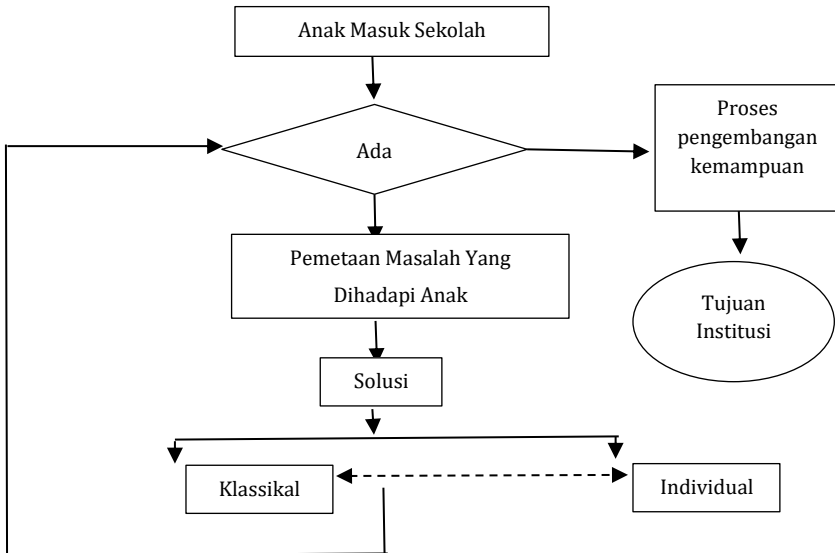 Anak Masuk Sekolah
Ada
Proses
pengembangan
kemampuan
Pemetaan Masalah Yang
Dihadapi Anak
Tujuan
Institusi
Solusi
Klassikal
Individual